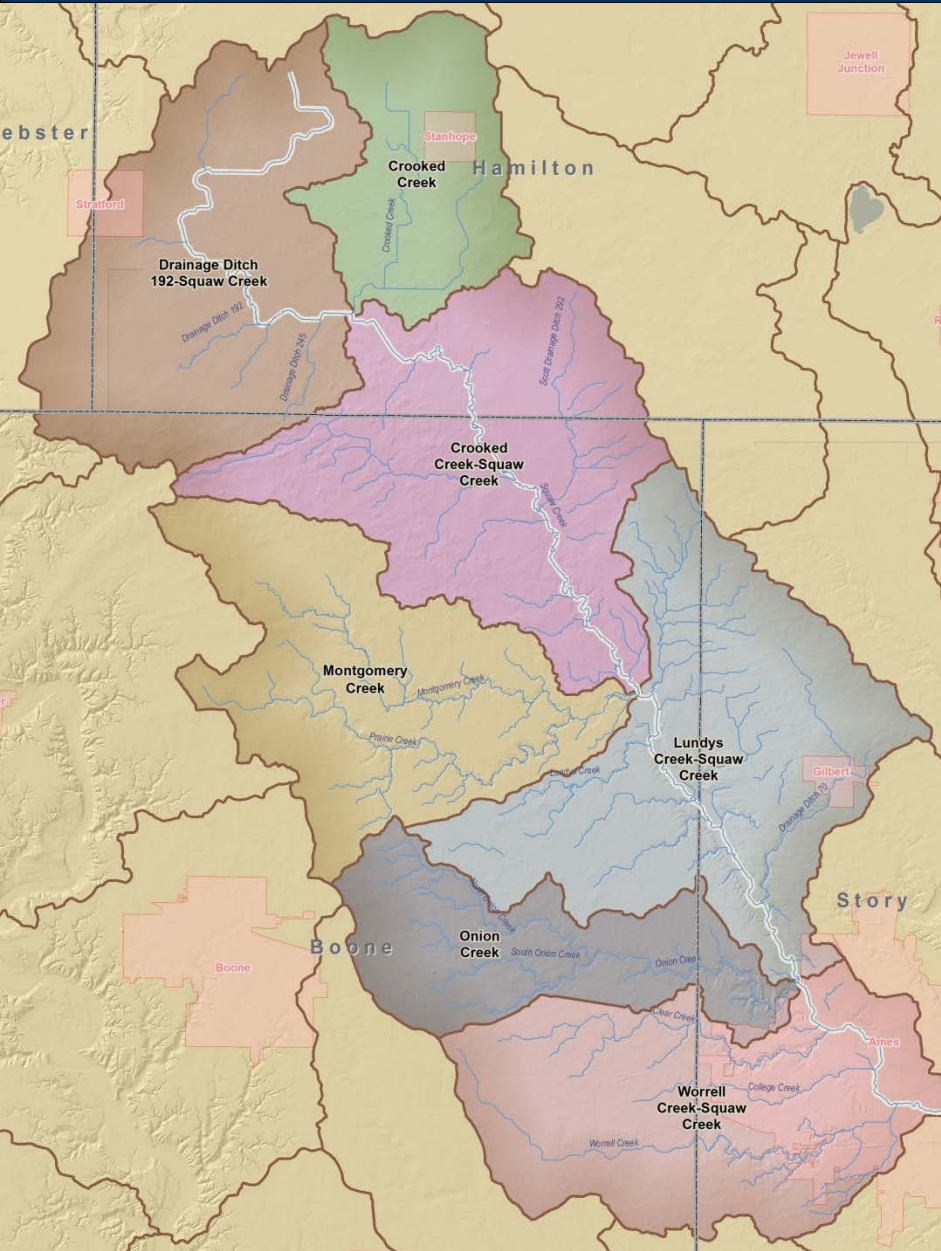 Jewell
Junction
ebster
Stanhope
Hamilton
Crooked
Creek
Stratford
Crooked Creek
Drainage Ditch
192-Squaw Creek
Drainage Ditch 192
Drainage Ditch 245
Scott Drainage Ditch 292
Crooked
Creek-Squaw
Creek
Squaw Creek
Montgomery
Creek
Montgomery Creek
Prairie Creek
Lundys
Creek-Squaw
Creek
Lundys Creek
Gilbert
Drainage Ditch 70
Story
Onion
Creek
Creek
South Onion Creek
Onion Creek
Boone
Boone
Clear Creek
Ames
Worrell
Creek-Squaw
Creek
College Creek
Worrell Creek